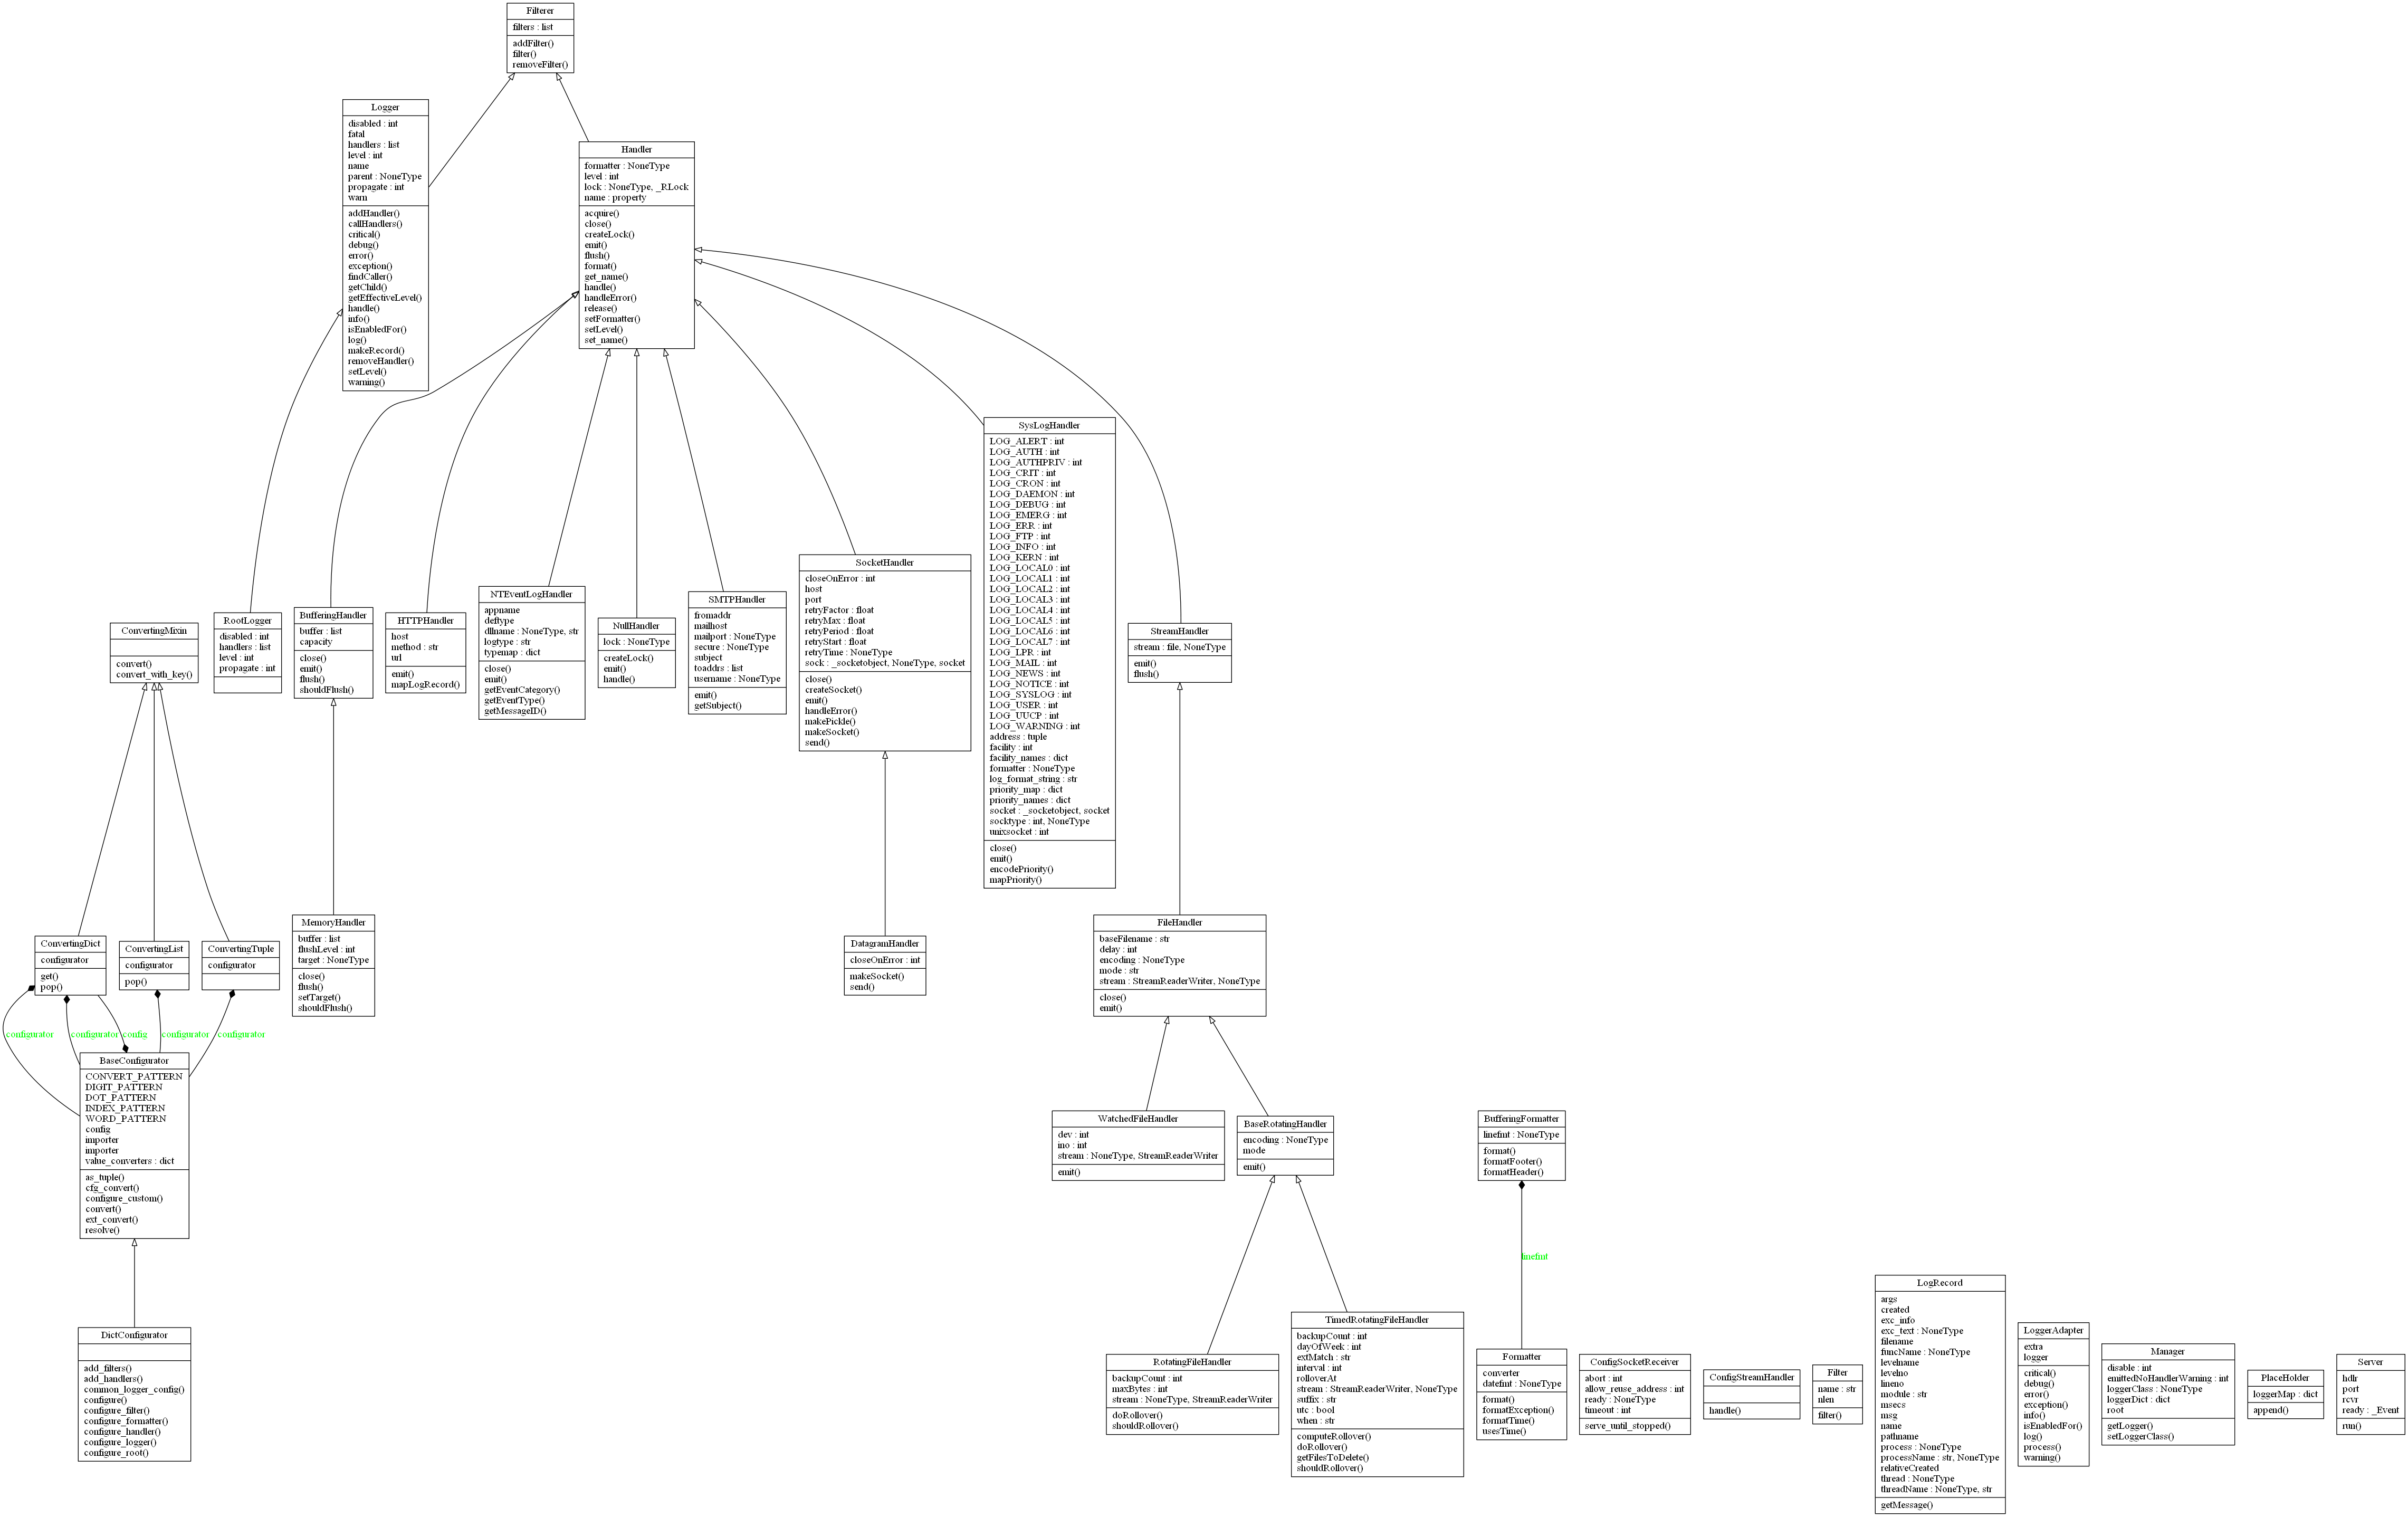 Filterer
filters : list
addFilter()
filter()
removeFilter()
Logger
disabled : int
fatal
handlers : list
level : int
name
parent : NoneType
propagate : int
warn
addHandler()
callHandlers()
critical()
debug()
error()
exception()
findCaller()
getChild()
getEffectiveLevel()
handle()
info()
isEnabledFor()
log()
makeRecord()
removeHandler()
setLevel()
warning()
Handler
formatter : NoneType
level : int
lock : NoneType, _RLock
name : property
acquire()
close()
createLock()
emit()
flush()
format()
get_name()
handle()
handleError()
release()
setFormatter()
setLevel()
set_name()
SysLogHandler
LOG_ALERT : int
LOG_AUTH : int
LOG_AUTHPRIV : int
LOG_CRIT : int
LOG_CRON : int
LOG_DAEMON : int
LOG_DEBUG : int
LOG_EMERG : int
LOG_ERR : int
LOG_FTP : int
LOG_INFO : int
LOG_KERN : int
LOG_LOCAL0 : int
LOG_LOCAL1 : int
LOG_LOCAL2 : int
LOG_LOCAL3 : int
LOG_LOCAL4 : int
LOG_LOCAL5 : int
LOG_LOCAL6 : int
LOG_LOCAL7 : int
LOG_LPR : int
LOG_MAIL : int
LOG_NEWS : int
LOG_NOTICE : int
LOG_SYSLOG : int
LOG_USER : int
LOG_UUCP : int
LOG_WARNING : int
address : tuple
facility : int
facility_names : dict
formatter : NoneType
log_format_string : str
priority_map : dict
priority_names : dict
socket : _socketobject, socket
socktype : int, NoneType
unixsocket : int
close()
emit()
encodePriority()
mapPriority()
ConvertingMixin
convert()
convert_with_key()
RootLogger
disabled : int
handlers : list
level : int
propagate : int
BufferingHandler
buffer : list
capacity
close()
emit()
flush()
shouldFlush()
HTTPHandler
host
method : str
url
emit()
mapLogRecord()
NTEventLogHandler
appname
deftype
dllname : NoneType, str
logtype : str
typemap : dict
close()
emit()
getEventCategory()
getEventType()
getMessageID()
NullHandler
lock : NoneType
createLock()
emit()
handle()
SMTPHandler
fromaddr
mailhost
mailport : NoneType
secure : NoneType
subject
toaddrs : list
username : NoneType
emit()
getSubject()
SocketHandler
closeOnError : int
host
port
retryFactor : float
retryMax : float
retryPeriod : float
retryStart : float
retryTime : NoneType
sock : _socketobject, NoneType, socket
close()
createSocket()
emit()
handleError()
makePickle()
makeSocket()
send()
StreamHandler
stream : file, NoneType
emit()
flush()
ConvertingDict
configurator
get()
pop()
ConvertingList
configurator
pop()
ConvertingTuple
configurator
MemoryHandler
buffer : list
flushLevel : int
target : NoneType
close()
flush()
setTarget()
shouldFlush()
DatagramHandler
closeOnError : int
makeSocket()
send()
FileHandler
baseFilename : str
delay : int
encoding : NoneType
mode : str
stream : StreamReaderWriter, NoneType
close()
emit()
configurator
configurator
config
configurator
configurator
BaseConfigurator
CONVERT_PATTERN
DIGIT_PATTERN
DOT_PATTERN
INDEX_PATTERN
WORD_PATTERN
config
importer
importer
value_converters : dict
as_tuple()
cfg_convert()
configure_custom()
convert()
ext_convert()
resolve()
WatchedFileHandler
dev : int
ino : int
stream : NoneType, StreamReaderWriter
emit()
BaseRotatingHandler
encoding : NoneType
mode
emit()
BufferingFormatter
linefmt : NoneType
format()
formatFooter()
formatHeader()
linefmt
DictConfigurator
add_filters()
add_handlers()
common_logger_config()
configure()
configure_filter()
configure_formatter()
configure_handler()
configure_logger()
configure_root()
RotatingFileHandler
backupCount : int
maxBytes : int
stream : NoneType, StreamReaderWriter
doRollover()
shouldRollover()
TimedRotatingFileHandler
backupCount : int
dayOfWeek : int
extMatch : str
interval : int
rolloverAt
stream : StreamReaderWriter, NoneType
suffix : str
utc : bool
when : str
computeRollover()
doRollover()
getFilesToDelete()
shouldRollover()
Formatter
converter
datefmt : NoneType
format()
formatException()
formatTime()
usesTime()
ConfigSocketReceiver
abort : int
allow_reuse_address : int
ready : NoneType
timeout : int
serve_until_stopped()
ConfigStreamHandler
handle()
Filter
name : str
nlen
filter()
LogRecord
args
created
exc_info
exc_text : NoneType
filename
funcName : NoneType
levelname
levelno
lineno
module : str
msecs
msg
name
pathname
process : NoneType
processName : str, NoneType
relativeCreated
thread : NoneType
threadName : NoneType, str
getMessage()
LoggerAdapter
extra
logger
critical()
debug()
error()
exception()
info()
isEnabledFor()
log()
process()
warning()
Manager
disable : int
emittedNoHandlerWarning : int
loggerClass : NoneType
loggerDict : dict
root
getLogger()
setLoggerClass()
PlaceHolder
loggerMap : dict
append()
Server
hdlr
port
rcvr
ready : _Event
run()